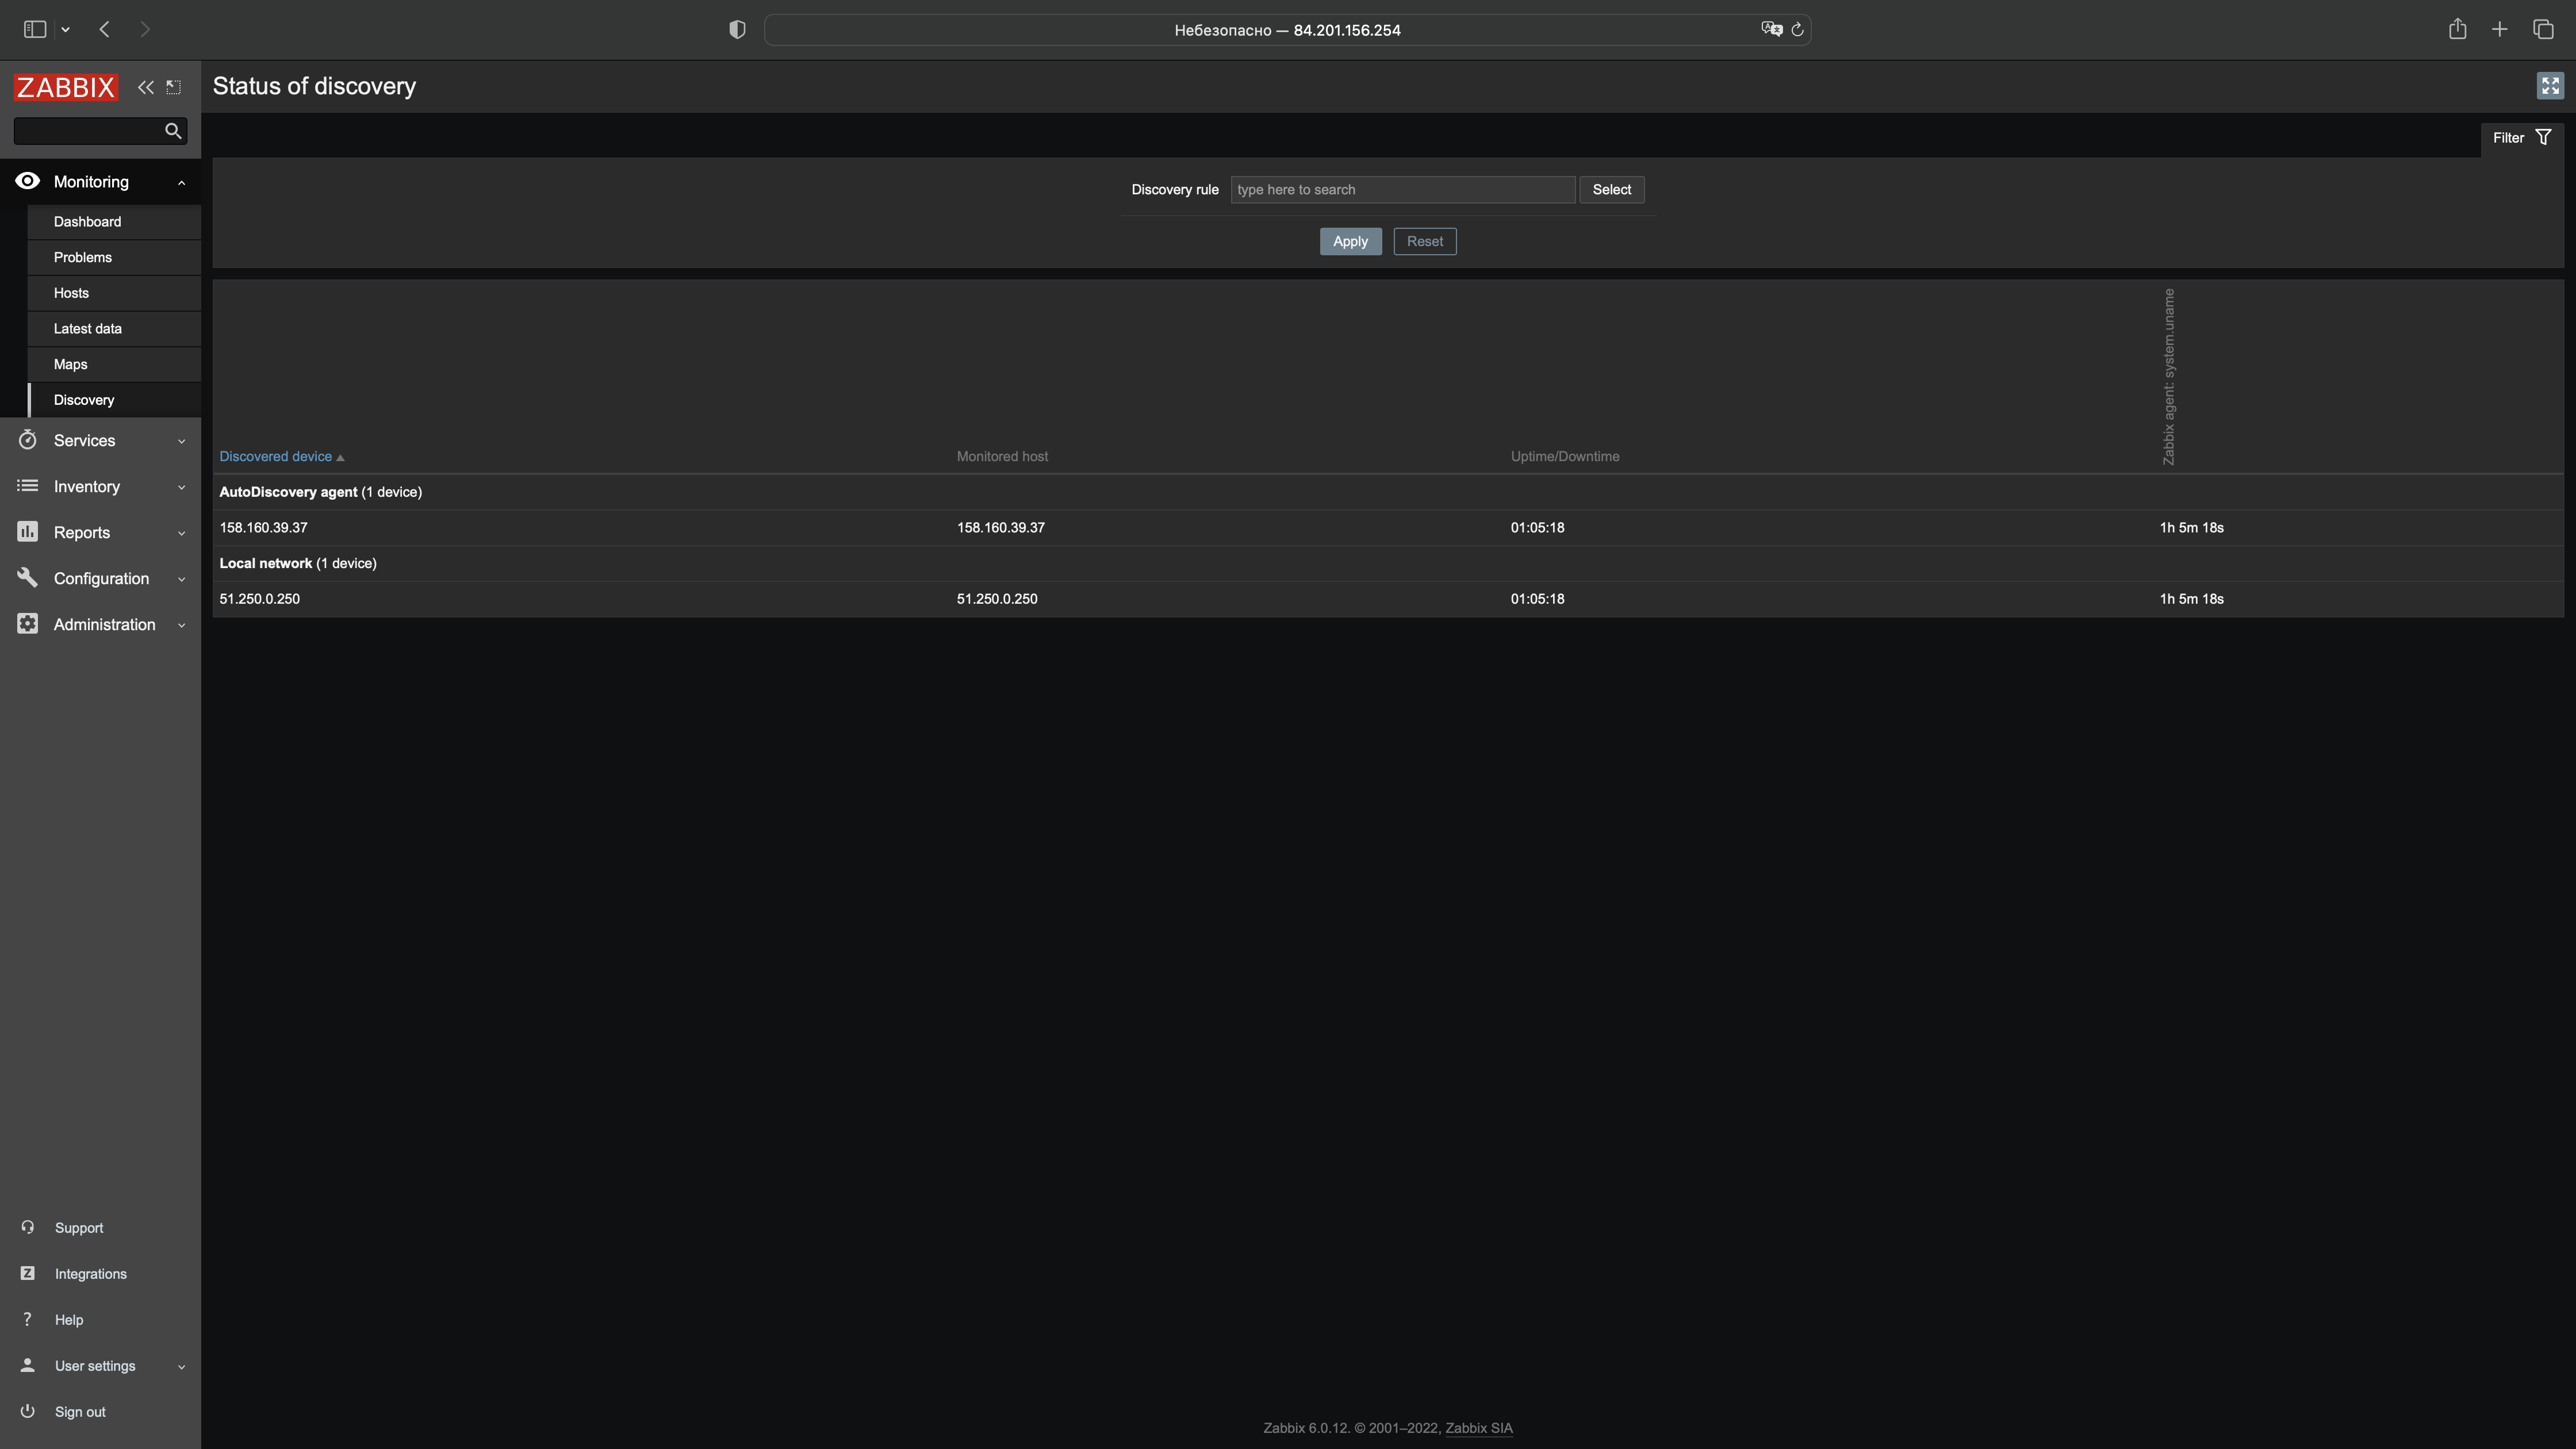 Небезопасно — 84.201.156.254
ZABBIX
Status of discovery
Filter
Monitoring
Discovery rule type here to search Select
Dashboard
Apply Reset
Problems
Hosts
Latest data
Maps
Discovery
Services
Inventory
Reports
Configuration
Administration
Zabbix agent: system.uname
Discovered device Monitored host Uptime/Downtime
AutoDiscovery agent (1 device)
158.160.39.37 158.160.39.37 01:05:18 1h 5m 18s
Local network (1 device)
51.250.0.250 51.250.0.250 01:05:18 1h 5m 18s
Support
Z Integrations
? Help
User settings
Sign out
Zabbix 6.0.12. © 2001–2022, Zabbix SIA